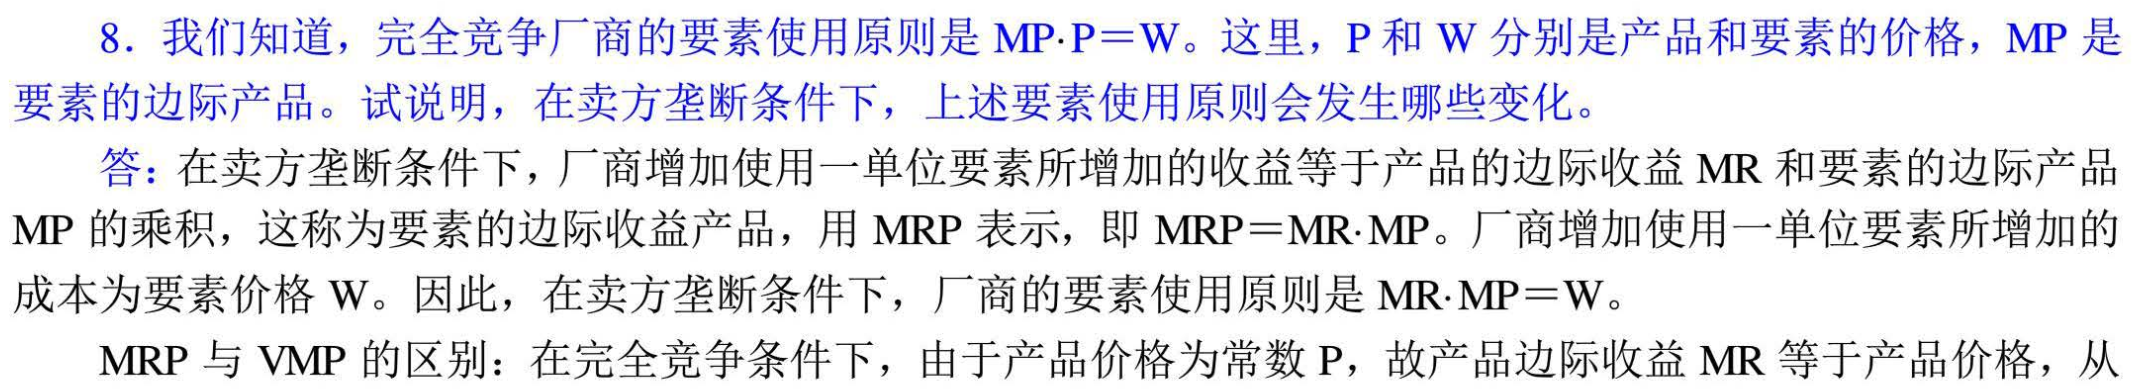 8．我们知道，完全竞争厂商的要素使用原则是 MP·P＝W。这里，P 和 W 分别是产品和要素的价格，MP 是
要素的边际产品。试说明，在卖方垄断条件下，上述要素使用原则会发生哪些变化。
答：在卖方垄断条件下，厂商增加使用一单位要素所增加的收益等于产品的边际收益 MR 和要素的边际产品
MP 的乘积，这称为要素的边际收益产品，用 MRP 表示，即 MRP＝MR·MP。厂商增加使用一单位要素所增加的
成本为要素价格 W。因此，在卖方垄断条件下，厂商的要素使用原则是 MR·MP＝W。
MRP 与 VMP 的区别：在完全竞争条件下，由于产品价格为常数 P，故产品边际收益 MR 等于产品价格，从